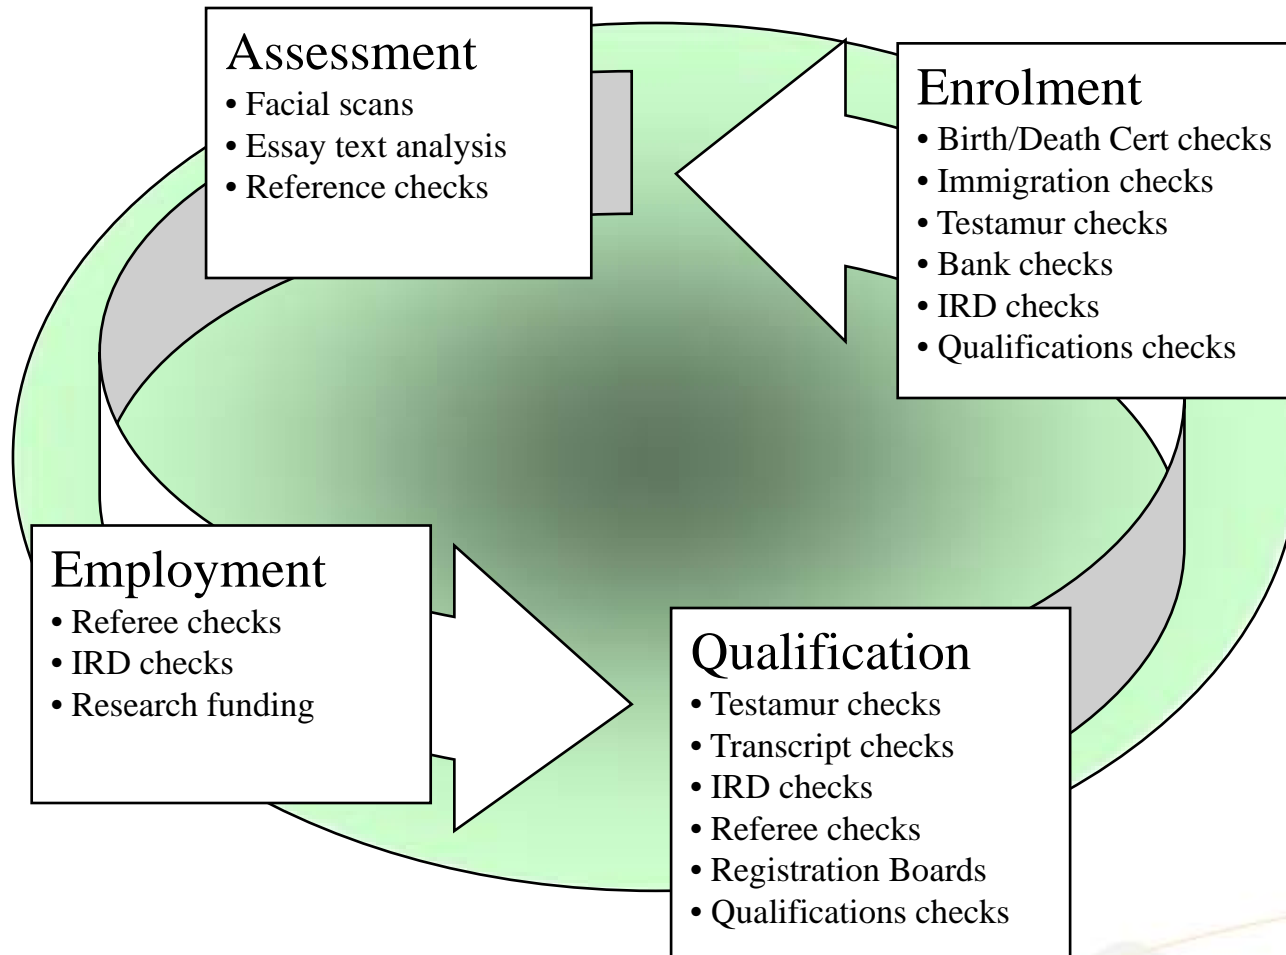 Assessment
• Facial scans
• Essay text analysis
• Reference checks
Enrolment
• Birth/Death Cert checks
• Immigration checks
• Testamur checks
• Bank checks
• IRD checks
• Qualifications checks
Employment
• Referee checks
• IRD checks
• Research funding
Qualification
• Testamur checks
• Transcript checks
• IRD checks
• Referee checks
• Registration Boards
• Qualifications checks